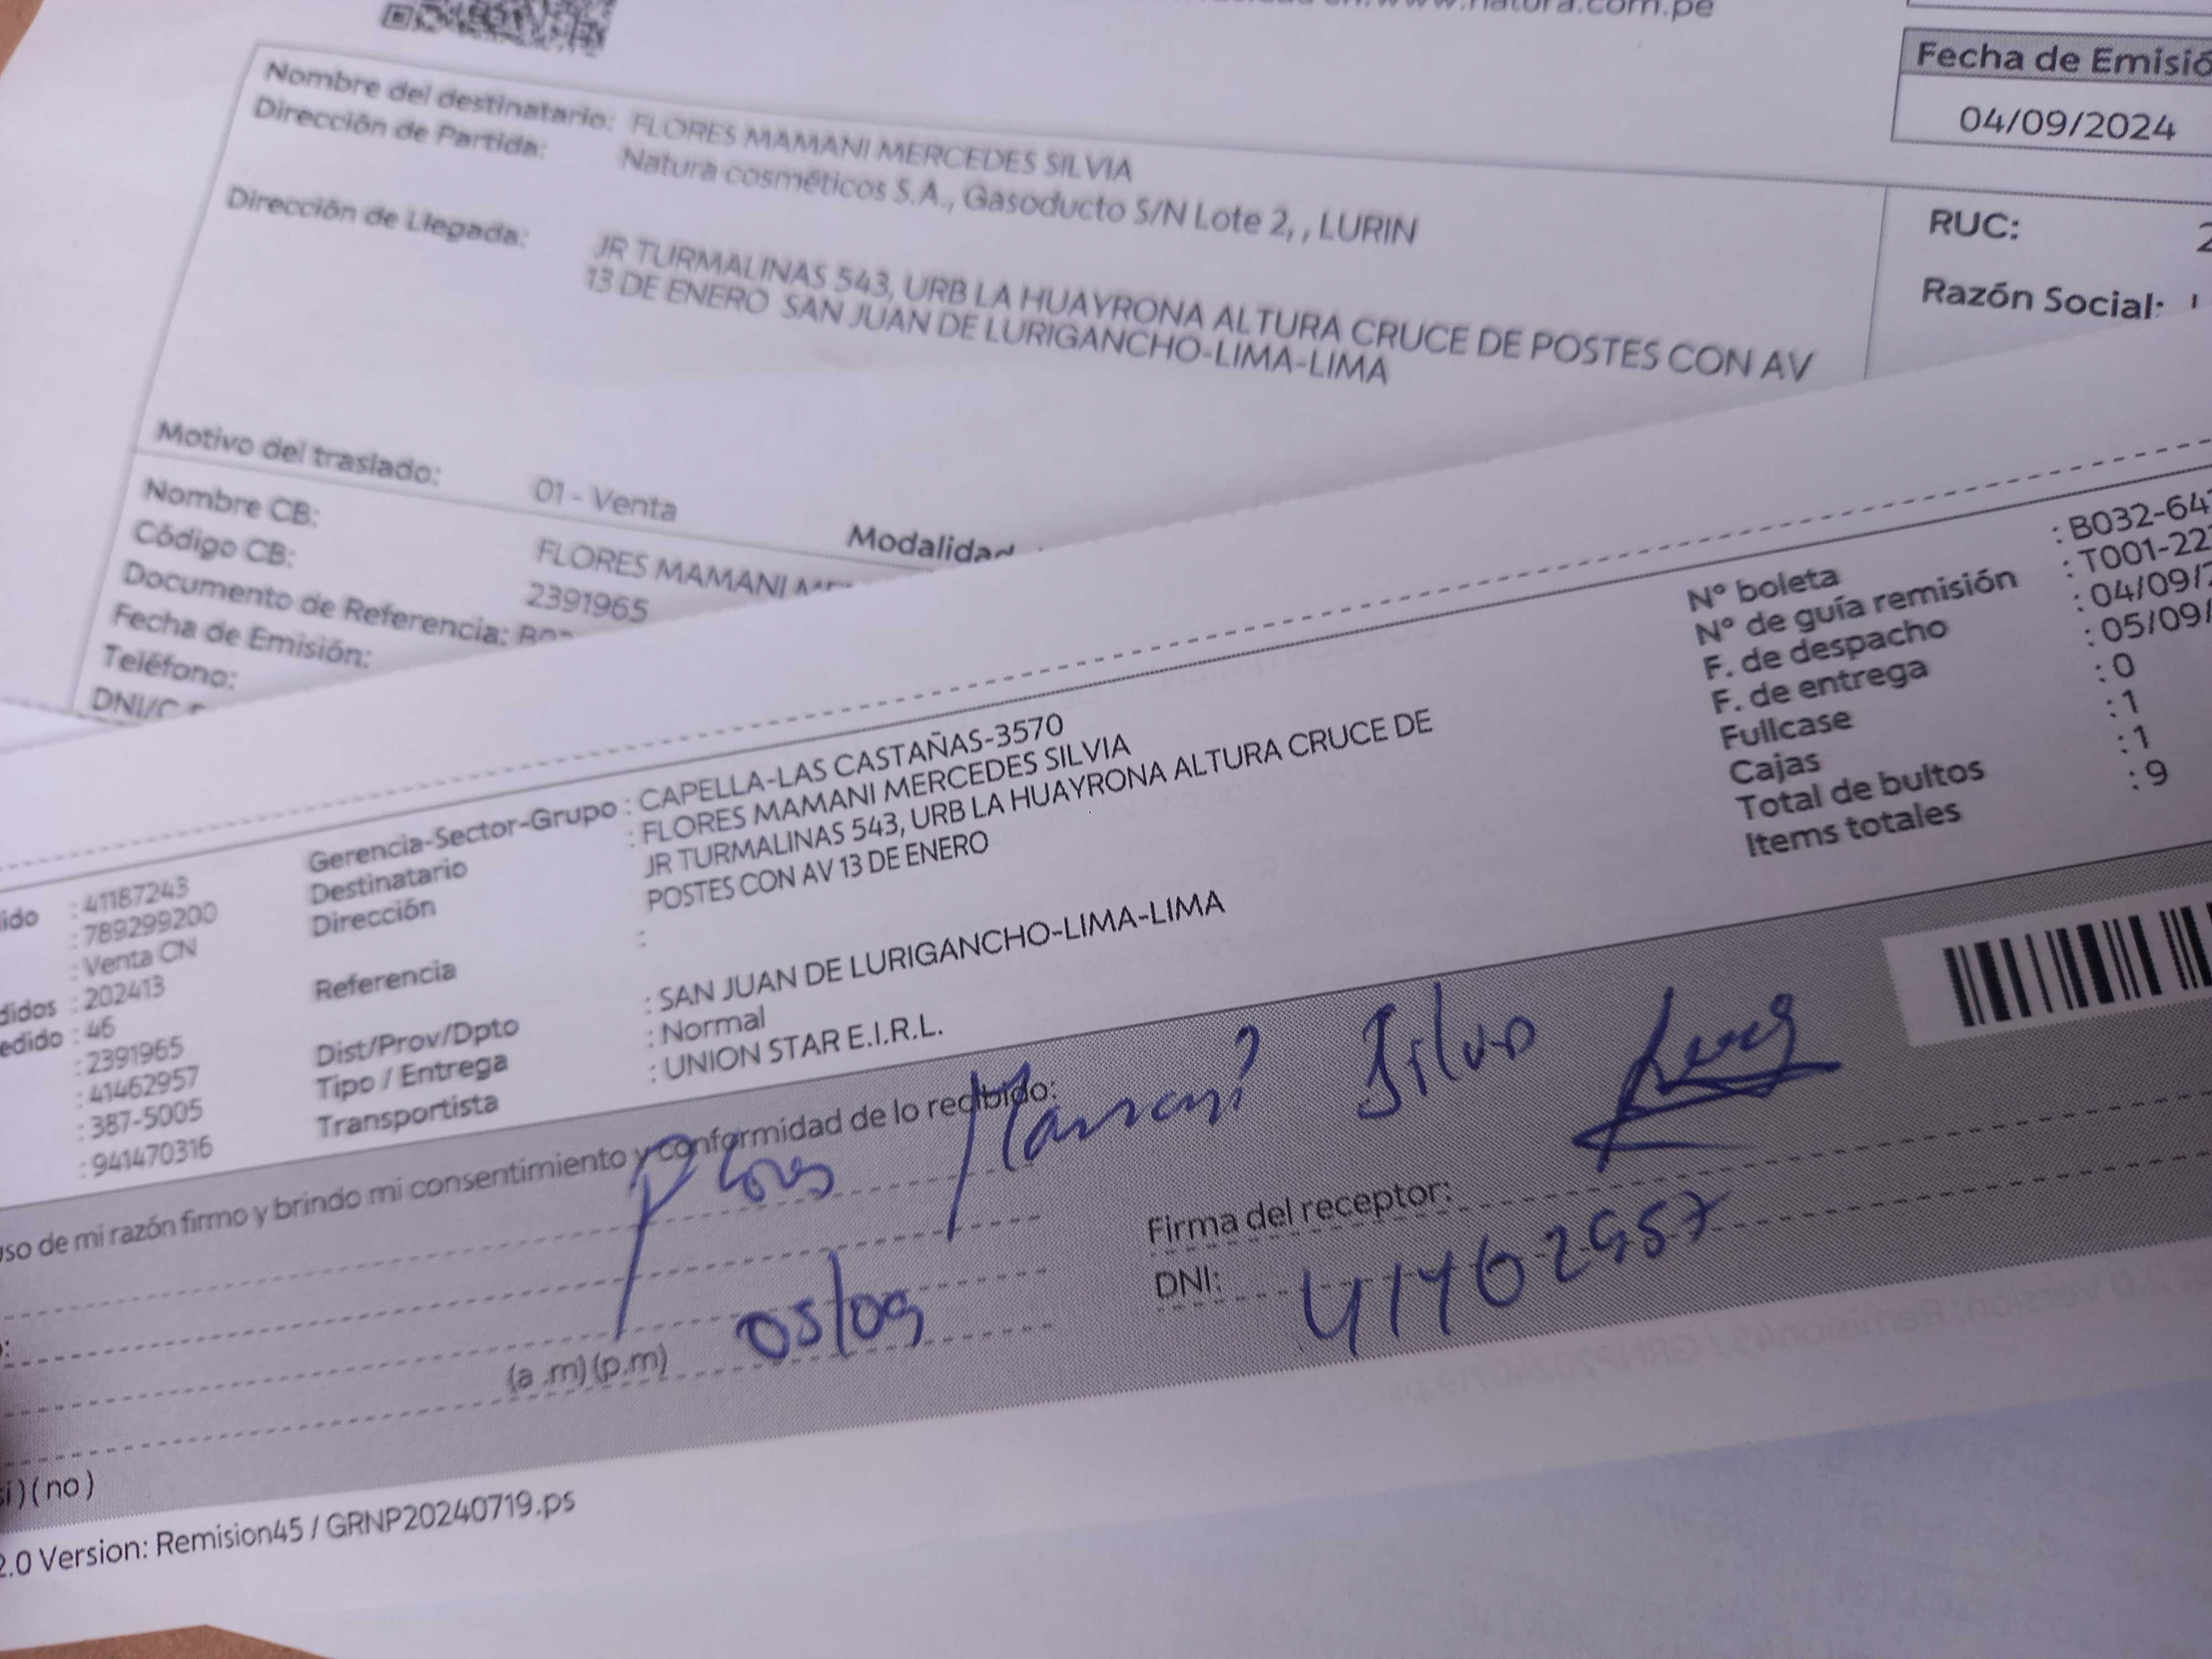 www.natura.com.pe
Fecha de Emisió
04/09/2024
Nombre del destinatario: FLORES MAMANI MERCEDES SILVIA
Dirección de Partida: Natura cosméticos S.A., Gasoducto S/N Lote 2, , LURIN
Dirección de Llegada: JR TURMALINAS 543, URB LA HUAYRONA ALTURA CRUCE DE POSTES CON AV
13 DE ENERO SAN JUAN DE LURIGANCHO-LIMA-LIMA
RUC: 2
Razón Social:
Motivo del traslado: 01 - Venta
Modalidad
Nombre CB: FLORES MAMANI
Código CB: 2391965
Documento de Referencia:
Fecha de Emisión:
Teléfono:
DNI/C
ido : 41187243
: 789299200
: Venta CN
didos : 202413
edido : 46
: 2391965
: 41462957
: 387-5005
: 941470316
Gerencia-Sector-Grupo : CAPELLA-LAS CASTAÑAS-3570
Destinatario : FLORES MAMANI MERCEDES SILVIA
Dirección JR TURMALINAS 543, URB LA HUAYRONA ALTURA CRUCE DE
POSTES CON AV 13 DE ENERO
Referencia :
Dist/Prov/Dpto : SAN JUAN DE LURIGANCHO-LIMA-LIMA
Tipo / Entrega : Normal
Transportista : UNION STAR E.I.R.L.
N° boleta : B032-64
N° de guía remisión : T001-22
F. de despacho : 04/09/2
F. de entrega : 05/09/
Fullcase : 0
Cajas : 1
Total de bultos : 1
Items totales : 9
uso de mi razón firmo y brindo mi consentimiento y conformidad de lo recibido:
Flores Mamani Silvia
Firma del receptor:
DNI: 41462957
(a .m) (p.m) 05/09
si ) ( no )
2.0 Version: Remision45 / GRNP20240719.ps